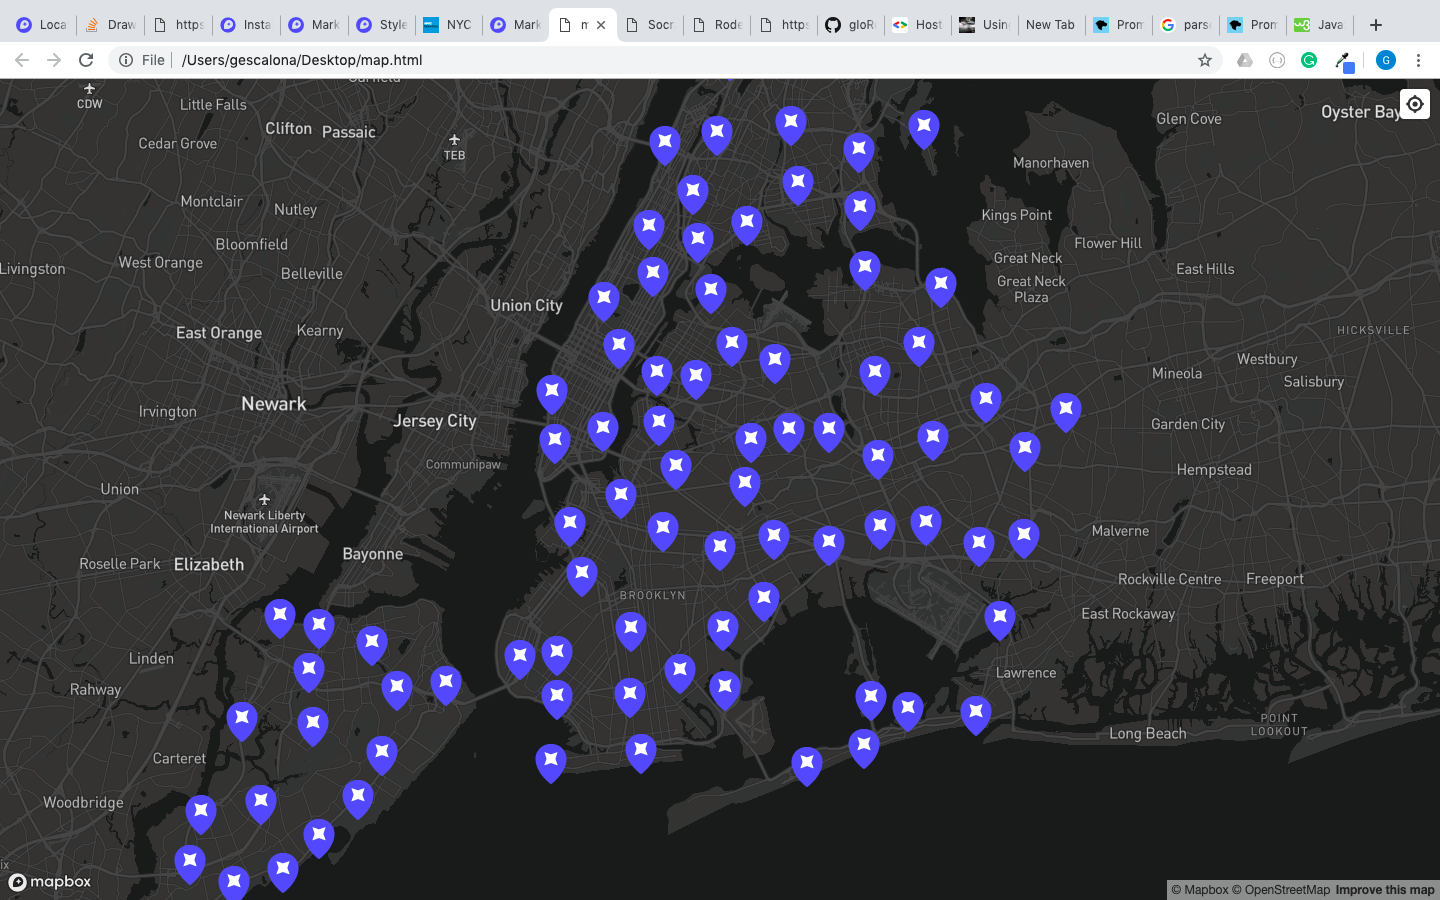 Loca
Draw
https
Insta
Mark
Style
NYC
Mark
m
Socr
Rode
https
gloR
Host
Using
New Tab
Prom
parse
Prom
Java
File
/Users/gescalona/Desktop/map.html
G
CDW
Little Falls
Clifton
Passaic
Cedar Grove
TEB
Glen Cove
Oyster Bay
Manorhaven
Montclair
Nutley
Kings Point
Bloomfield
Flower Hill
Livingston
West Orange
Belleville
Great Neck
East Hills
Great Neck
Plaza
Union City
East Orange
Kearny
HICKSVILLE
Westbury
Mineola
Salisbury
Newark
Irvington
Jersey City
Garden City
Communipaw
Hempstead
Union
Newark Liberty
International Airport
Malverne
Bayonne
Roselle Park
Elizabeth
Rockville Centre
Freeport
BROOKLYN
East Rockaway
Linden
Lawrence
Rahway
POINT
LOOKOUT
Long Beach
Carteret
Woodbridge
mapbox
© Mapbox © OpenStreetMap Improve this map